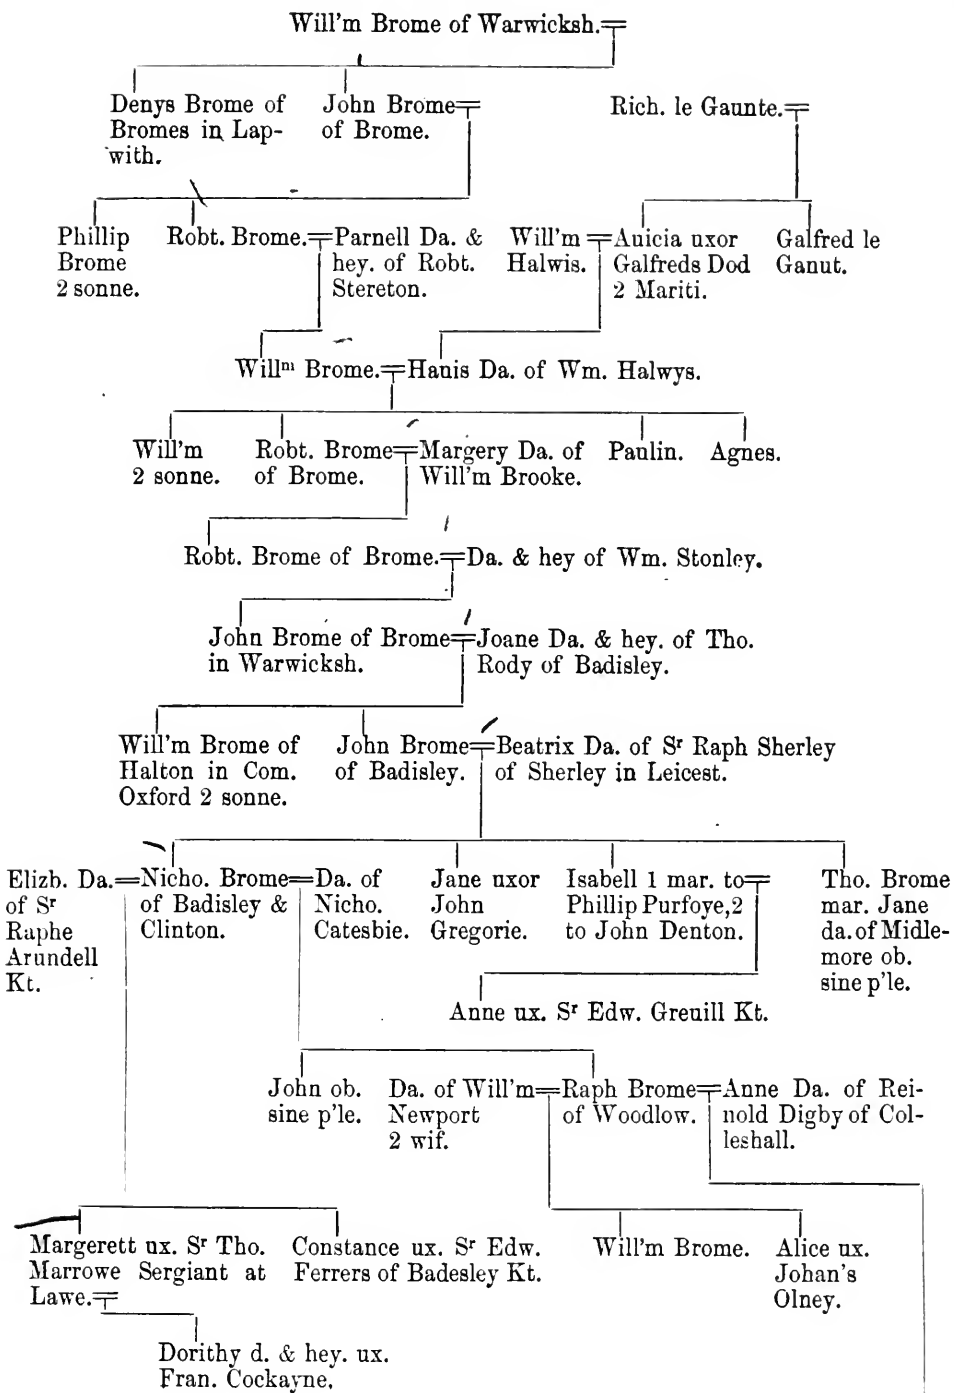 Will'm Brome of Warwicksh.
Denys Brome of
Bromes in Lap-
with.
John Brome
of Brome.
Rich. le Gaunte.
Phillip
Brome
2 sonne.
Robt. Brome.
Parnell Da. &
hey. of Robt.
Stereton.
Will'm
Halwis.
Auicia uxor
Galfreds Dod
2 Mariti.
Galfred le
Ganut.
Willᵐ Brome.
Hanis Da. of Wm. Halwys.
Will'm
2 sonne.
Robt. Brome
of Brome.
Margery Da. of
Will'm Brooke.
Paulin.
Agnes.
Robt. Brome of Brome.
Da. & hey of Wm. Stonley.
John Brome of Brome
in Warwicksh.
Joane Da. & hey. of Tho.
Rody of Badisley.
Will'm Brome of
Halton in Com.
Oxford 2 sonne.
John Brome
of Badisley.
Beatrix Da. of Sʳ Raph Sherley
of Sherley in Leicest.
Elizb. Da.
of Sʳ
Raphe
Arundell
Kt.
Nicho. Brome
of Badisley &
Clinton.
Da. of
Nicho.
Catesbie.
Jane uxor
John
Gregorie.
Isabell 1 mar. to
Phillip Purfoye,2
to John Denton.
Tho. Brome
mar. Jane
da. of Midle-
more ob.
sine p'le.
Anne ux. Sʳ Edw. Greuill Kt.
John ob.
sine p'le.
Da. of Will'm
Newport
2 wif.
Raph Brome
of Woodlow.
Anne Da. of Rei-
nold Digby of Col-
leshall.
Margerett ux. Sʳ Tho.
Marrowe Sergiant at
Lawe.
Constance ux. Sʳ Edw.
Ferrers of Badesley Kt.
Will'm Brome.
Alice ux.
Johan's
Olney.
Dorithy d. & hey. ux.
Fran. Cockayne.